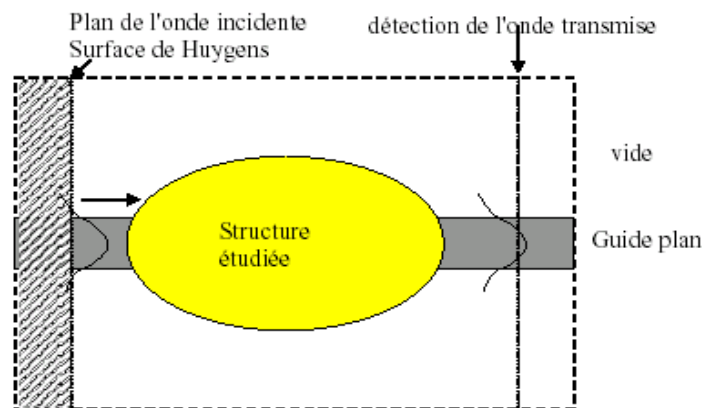 Plan de l'onde incidente
Surface de Huygens
détection de l'onde transmise
vide
Structure
étudiée
Guide plan